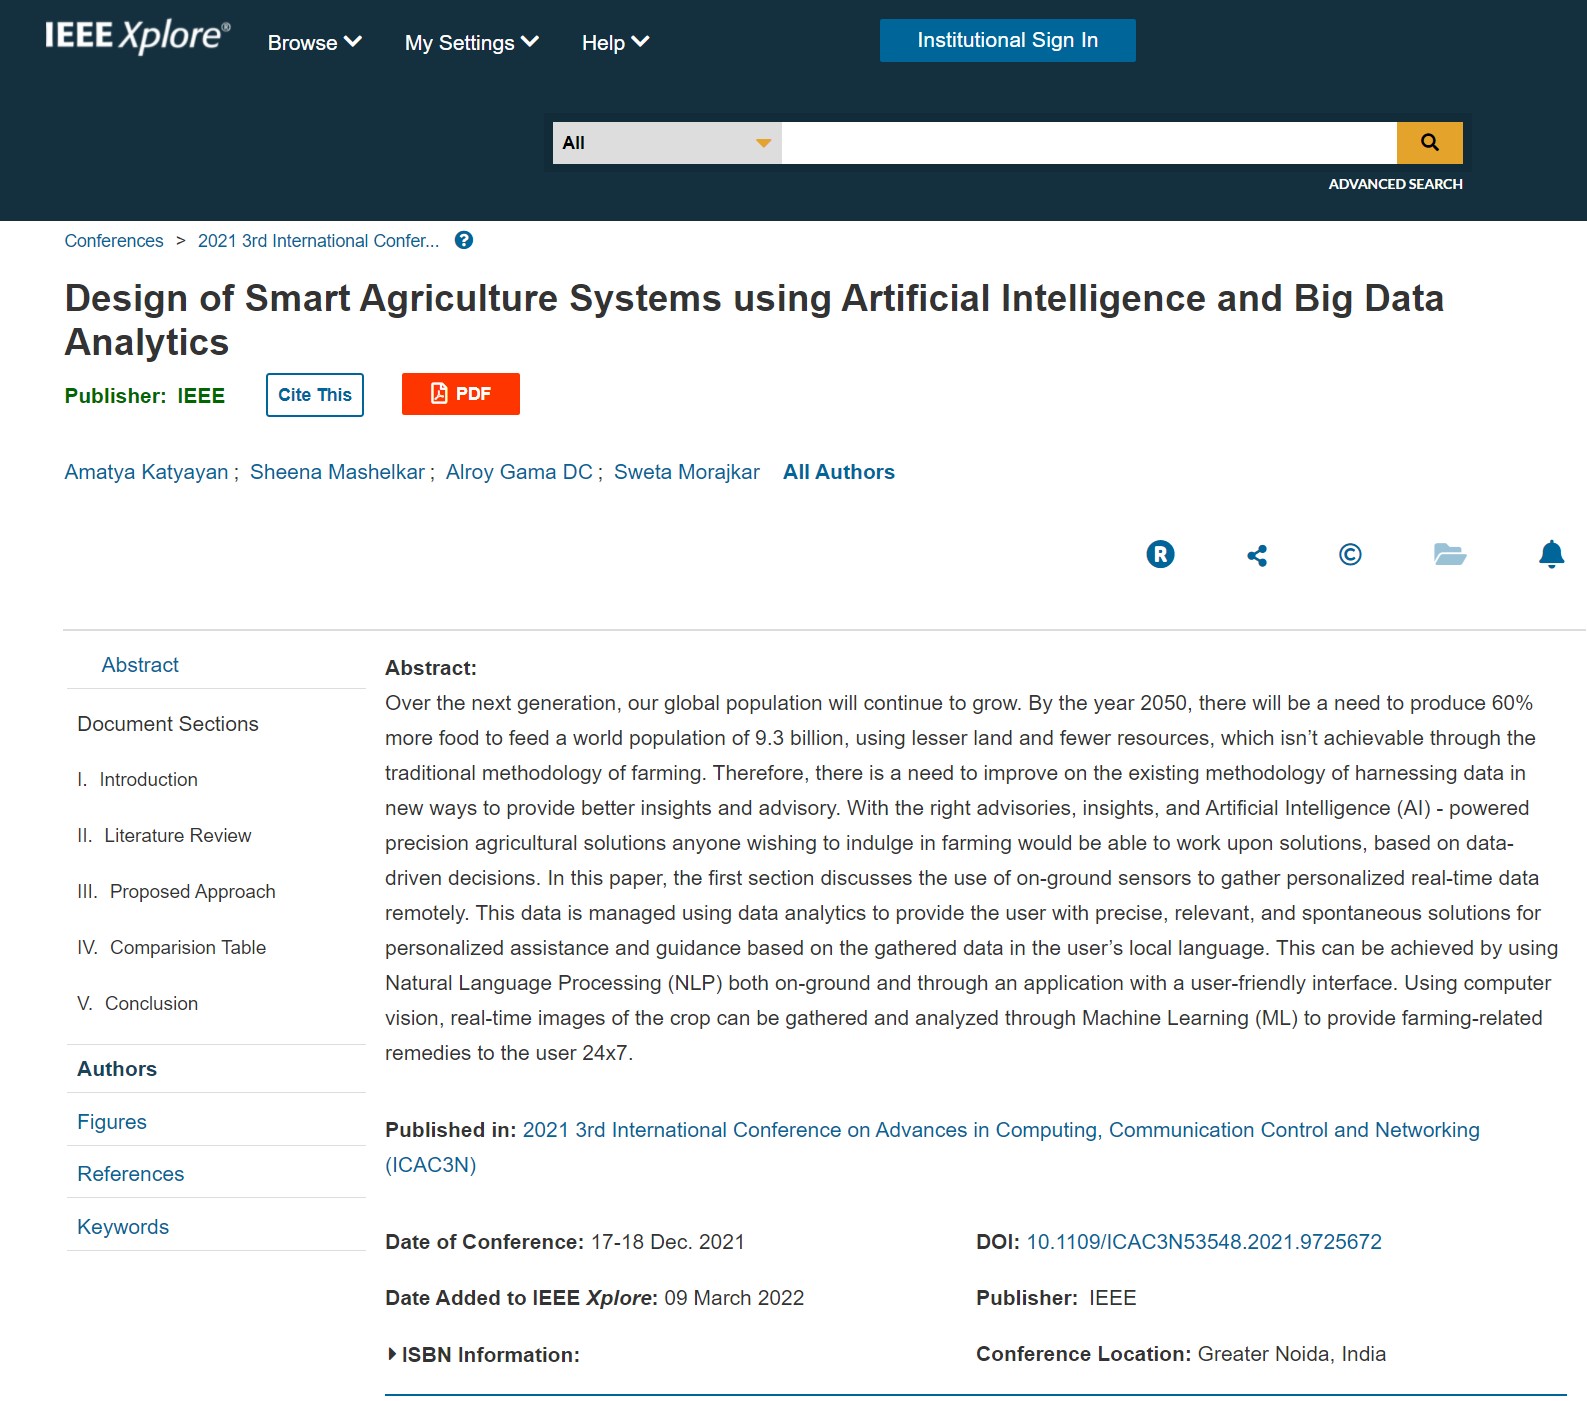 IEEE Xplore®
Browse
My Settings
Help
Institutional Sign In
All
ADVANCED SEARCH
Conferences > 2021 3rd International Confer... ?
Design of Smart Agriculture Systems using Artificial Intelligence and Big Data
Analytics
Publisher: IEEE
Cite This
PDF
Amatya Katyayan ; Sheena Mashelkar ; Alroy Gama DC ; Sweta Morajkar All Authors
R
©
Abstract
Document Sections
I. Introduction
II. Literature Review
III. Proposed Approach
IV. Comparision Table
V. Conclusion
Authors
Figures
References
Keywords
Abstract:
Over the next generation, our global population will continue to grow. By the year 2050, there will be a need to produce 60%
more food to feed a world population of 9.3 billion, using lesser land and fewer resources, which isn’t achievable through the
traditional methodology of farming. Therefore, there is a need to improve on the existing methodology of harnessing data in
new ways to provide better insights and advisory. With the right advisories, insights, and Artificial Intelligence (AI) - powered
precision agricultural solutions anyone wishing to indulge in farming would be able to work upon solutions, based on data-
driven decisions. In this paper, the first section discusses the use of on-ground sensors to gather personalized real-time data
remotely. This data is managed using data analytics to provide the user with precise, relevant, and spontaneous solutions for
personalized assistance and guidance based on the gathered data in the user’s local language. This can be achieved by using
Natural Language Processing (NLP) both on-ground and through an application with a user-friendly interface. Using computer
vision, real-time images of the crop can be gathered and analyzed through Machine Learning (ML) to provide farming-related
remedies to the user 24x7.
Published in: 2021 3rd International Conference on Advances in Computing, Communication Control and Networking
(ICAC3N)
Date of Conference: 17-18 Dec. 2021
DOI: 10.1109/ICAC3N53548.2021.9725672
Date Added to IEEE Xplore: 09 March 2022
Publisher: IEEE
ISBN Information:
Conference Location: Greater Noida, India